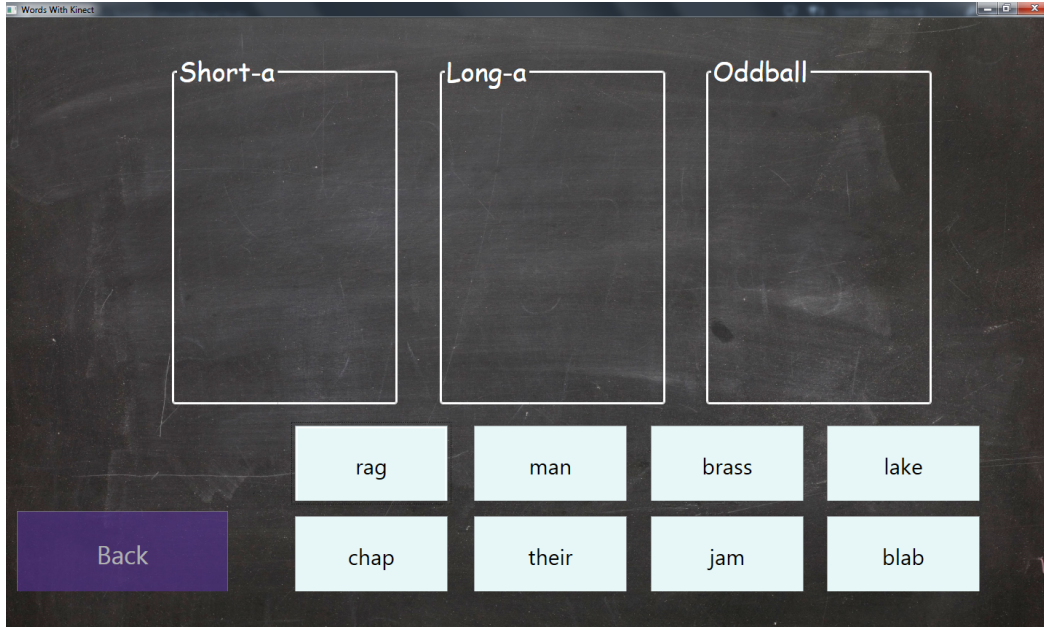 Words With Kinect
Short-a Long-a Oddball
rag man brass lake
Back
chap their jam blab